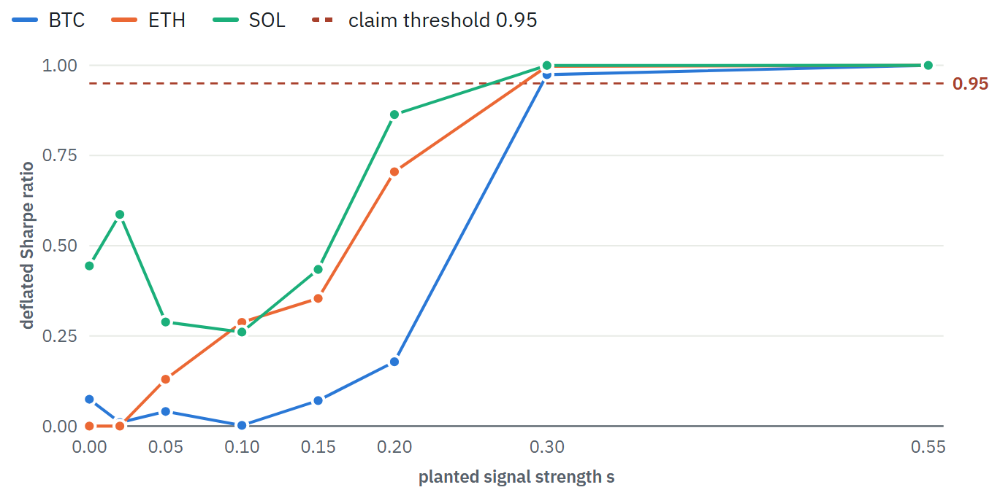 BTC ETH SOL claim threshold 0.95
1.00
0.95
0.75
0.50
0.25
0.00
deflated Sharpe ratio
0.00 0.05 0.10 0.15 0.20 0.30 0.55
planted signal strength s